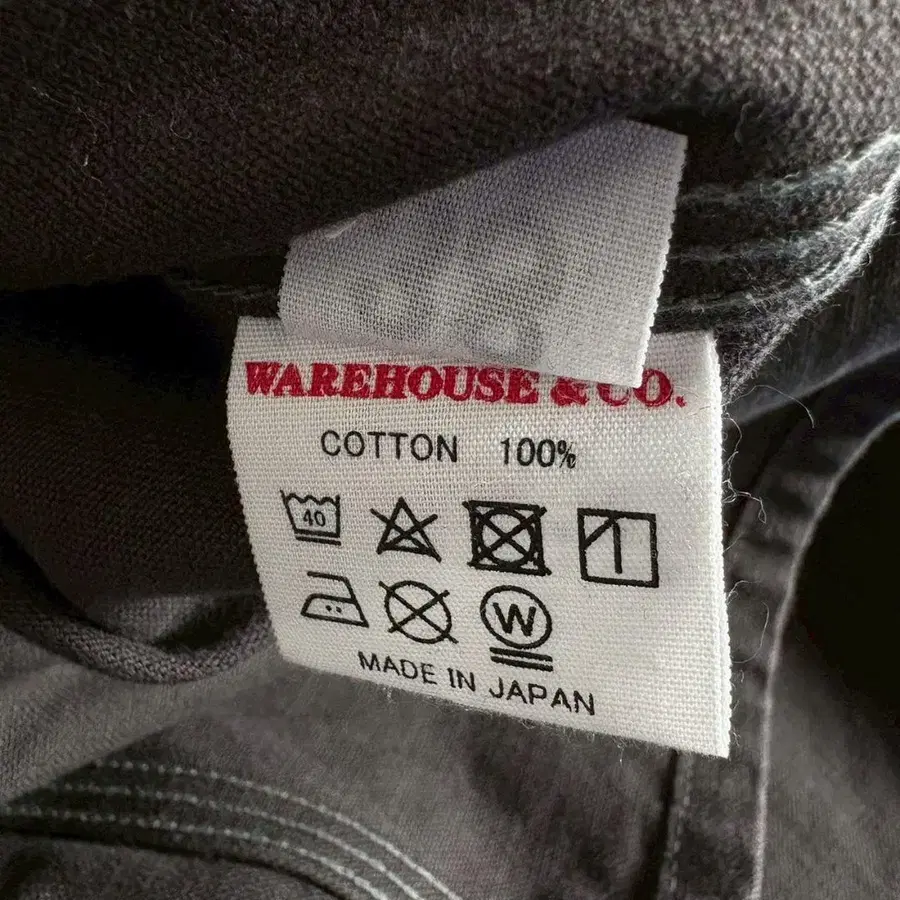 WAREHOUSE & CO.
COTTON 100%
40
W
MADE IN JAPAN